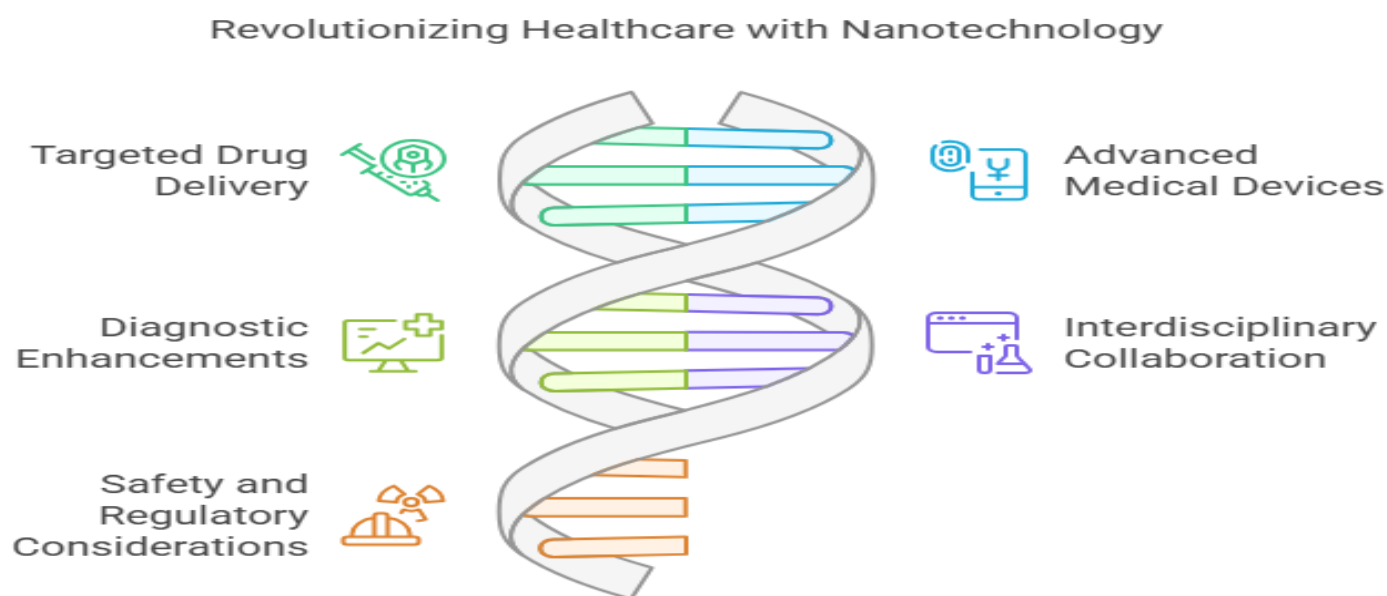 Revolutionizing Healthcare with Nanotechnology
Targeted Drug
Delivery
Advanced
Medical Devices
Diagnostic
Enhancements
Interdisciplinary
Collaboration
Safety and
Regulatory
Considerations